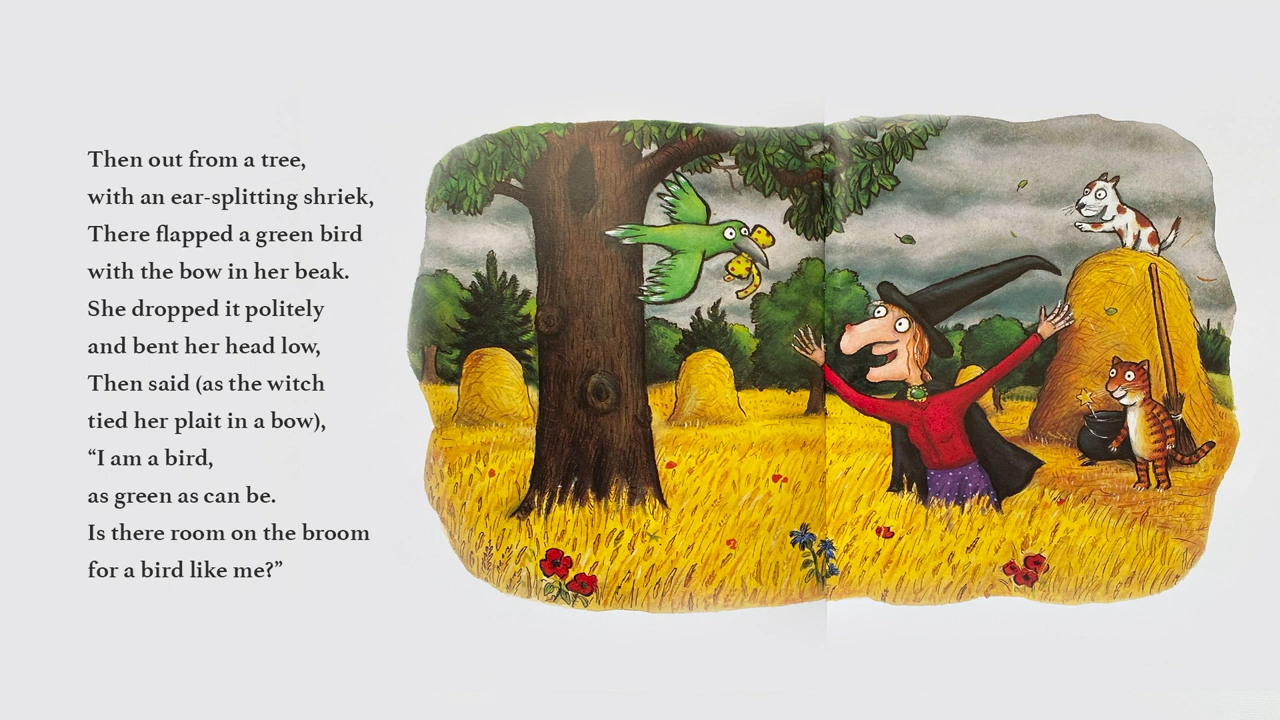 Then out from a tree,
with an ear-splitting shriek,
There flapped a green bird
with the bow in her beak.
She dropped it politely
and bent her head low,
Then said (as the witch
tied her plait in a bow),
“I am a bird,
as green as can be.
Is there room on the broom
for a bird like me?”